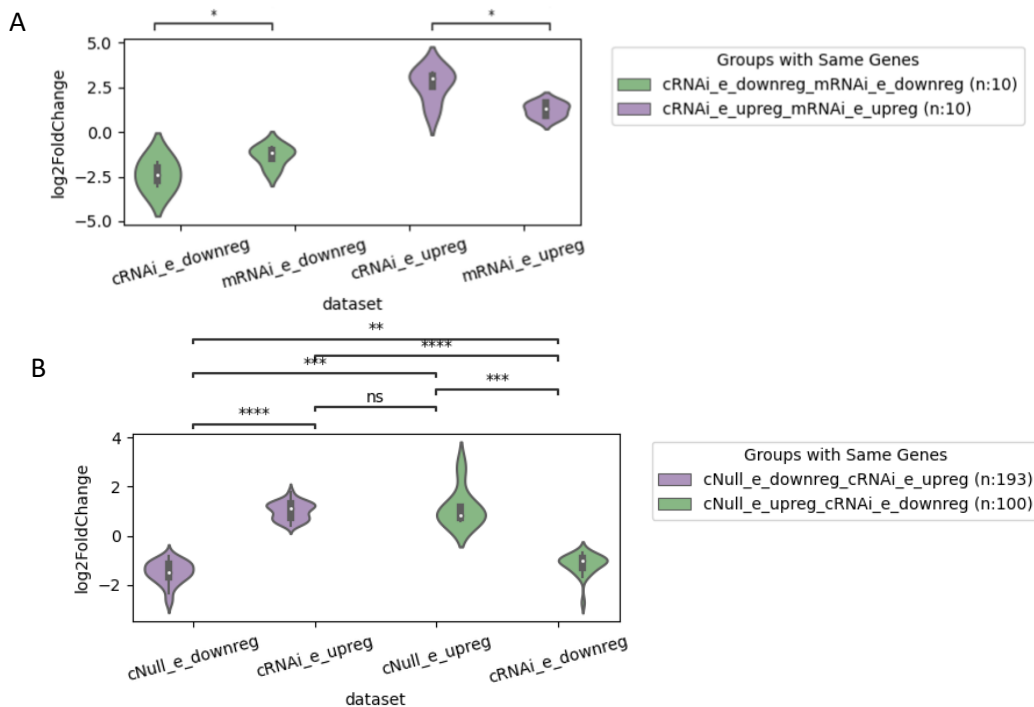 A
*
*
5.0
2.5
0.0
−2.5
−5.0
log2FoldChange
cRNAi_e_downreg
mRNAi_e_downreg
cRNAi_e_upreg
mRNAi_e_upreg
dataset
Groups with Same Genes
cRNAi_e_downreg_mRNAi_e_downreg (n:10)
cRNAi_e_upreg_mRNAi_e_upreg (n:10)
B
**
****
***
***
ns
****
4
2
0
−2
log2FoldChange
cNull_e_downreg
cRNAi_e_upreg
cNull_e_upreg
cRNAi_e_downreg
dataset
Groups with Same Genes
cNull_e_downreg_cRNAi_e_upreg (n:193)
cNull_e_upreg_cRNAi_e_downreg (n:100)